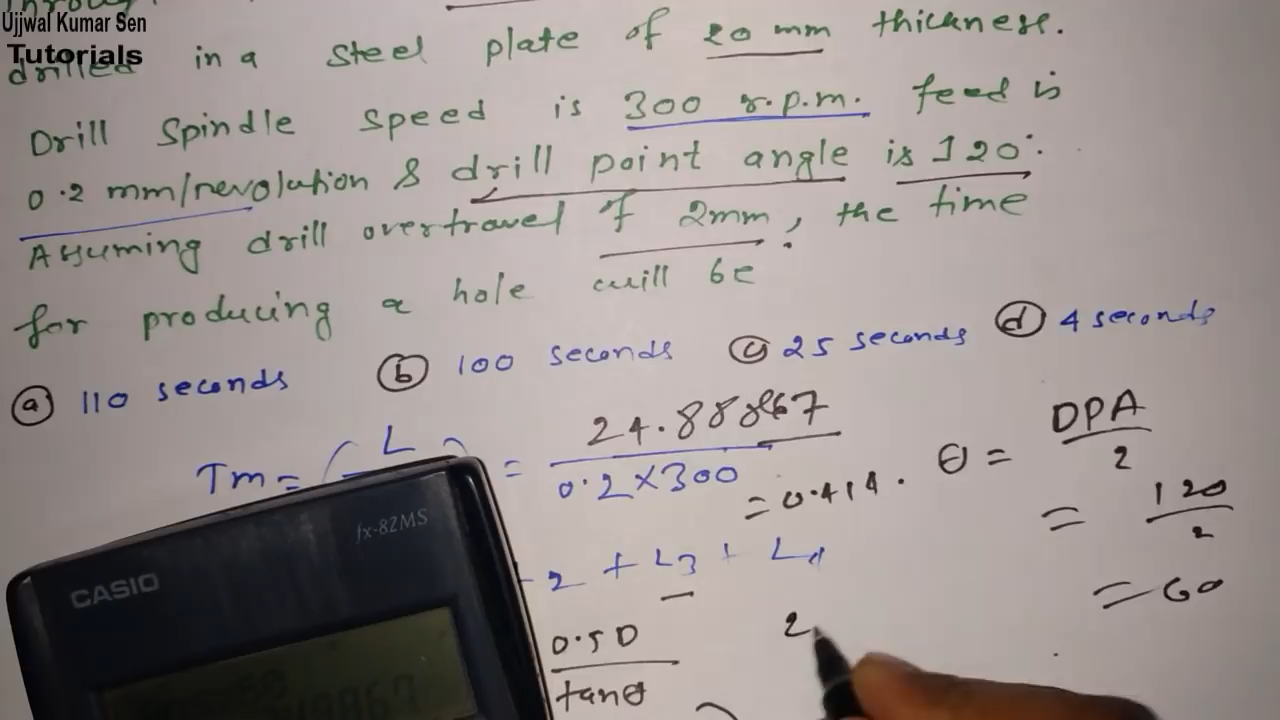 Ujjwal Kumar Sen
Tutorials
drilled in a steel plate of 20 mm thickness.
Drill spindle speed is 300 r.p.m. feed is
0.2 mm/revolution & drill point angle is 120°.
Assuming drill overtravel of 2mm, the time
for producing a hole will be
(a) 110 seconds (b) 100 seconds (c) 25 seconds (d) 4 seconds
Tm = ( L ) = 24.88867 / 0.2×300
= 0.414.
θ = DPA / 2
= 120 / 2
= 60
2 + L3 + L4
0.5D / tanθ
2
CASIO
fx-82MS